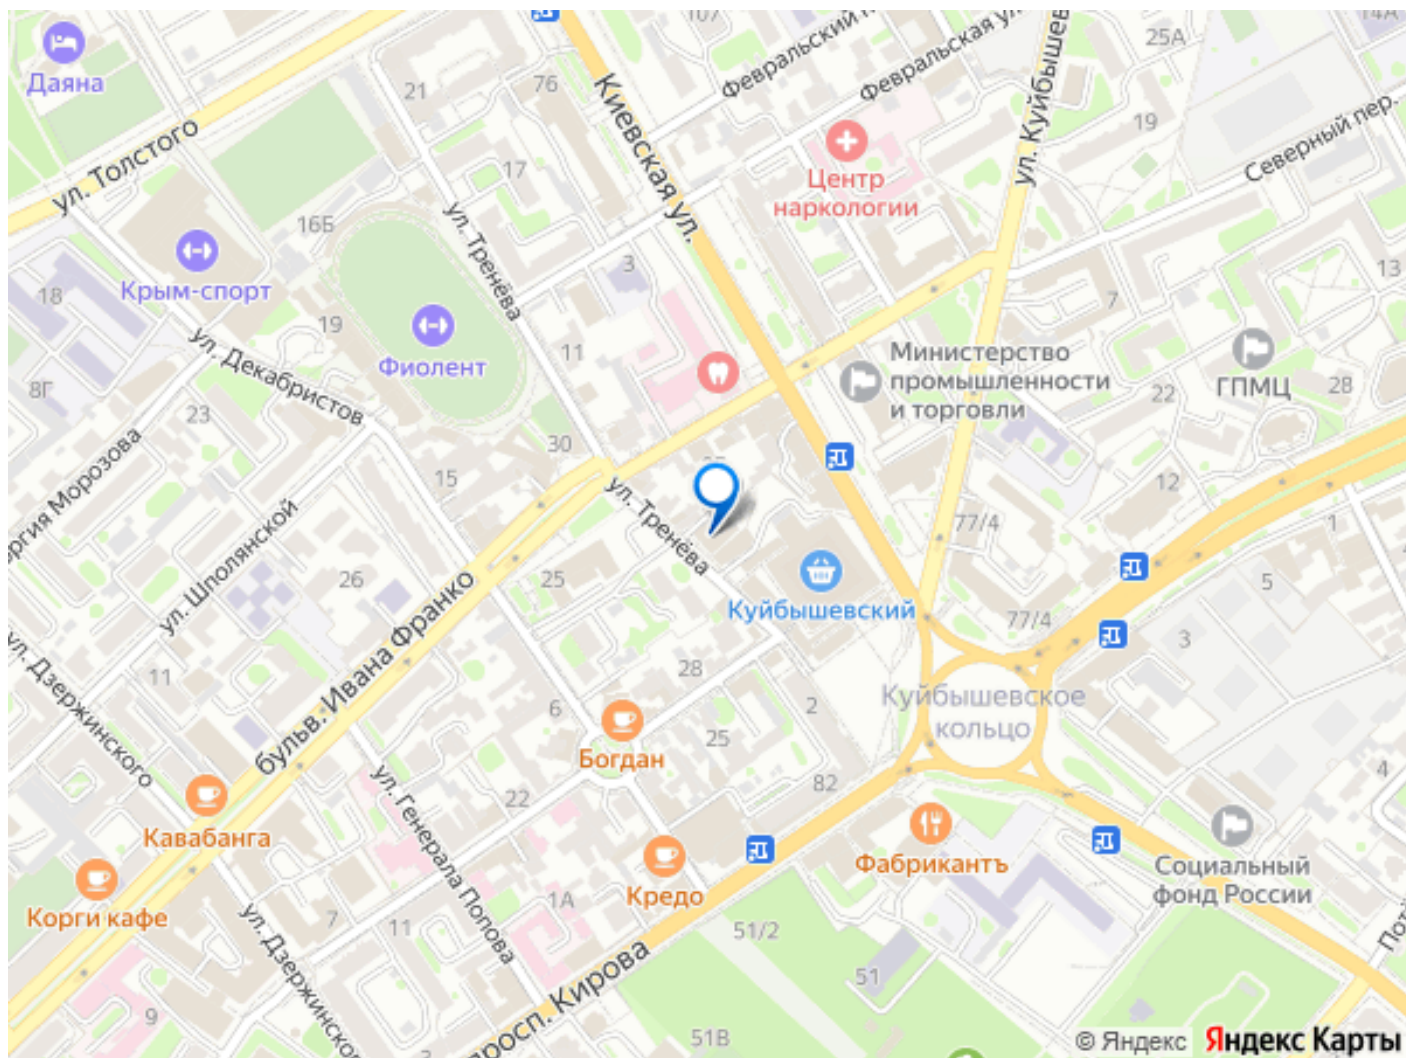 Даяна
ул. Толстого
21
76
107
Киевская ул.
Февральский
Февральская ул.
ул. Куйбышев
25А
14А
19
Северный пер.
17
16Б
ул. Тренёва
Центр
наркологии
Крым-спорт
18
19
3
13
7
ул. Декабристов
Фиолент
11
Министерство
промышленности
и торговли
ГПМЦ
28
22
8Г
23
30
15
12
ул. Шполянской
ул. Тренёва
77/4
1
26
25
Куйбышевский
5
77/4
3
бульв. Ивана Франко
11
28
ул. Дзержинского
6
2
Куйбышевское
кольцо
Богдан
25
22
82
4
ул. Генерала Попова
Кавабанга
Фабрикантъ
Социальный
фонд России
Корги кафе
Кредо
1А
7
11
51/2
ул. Дзержинског
просп. Кирова
51
9
51В
© Яндекс Яндекс Карты